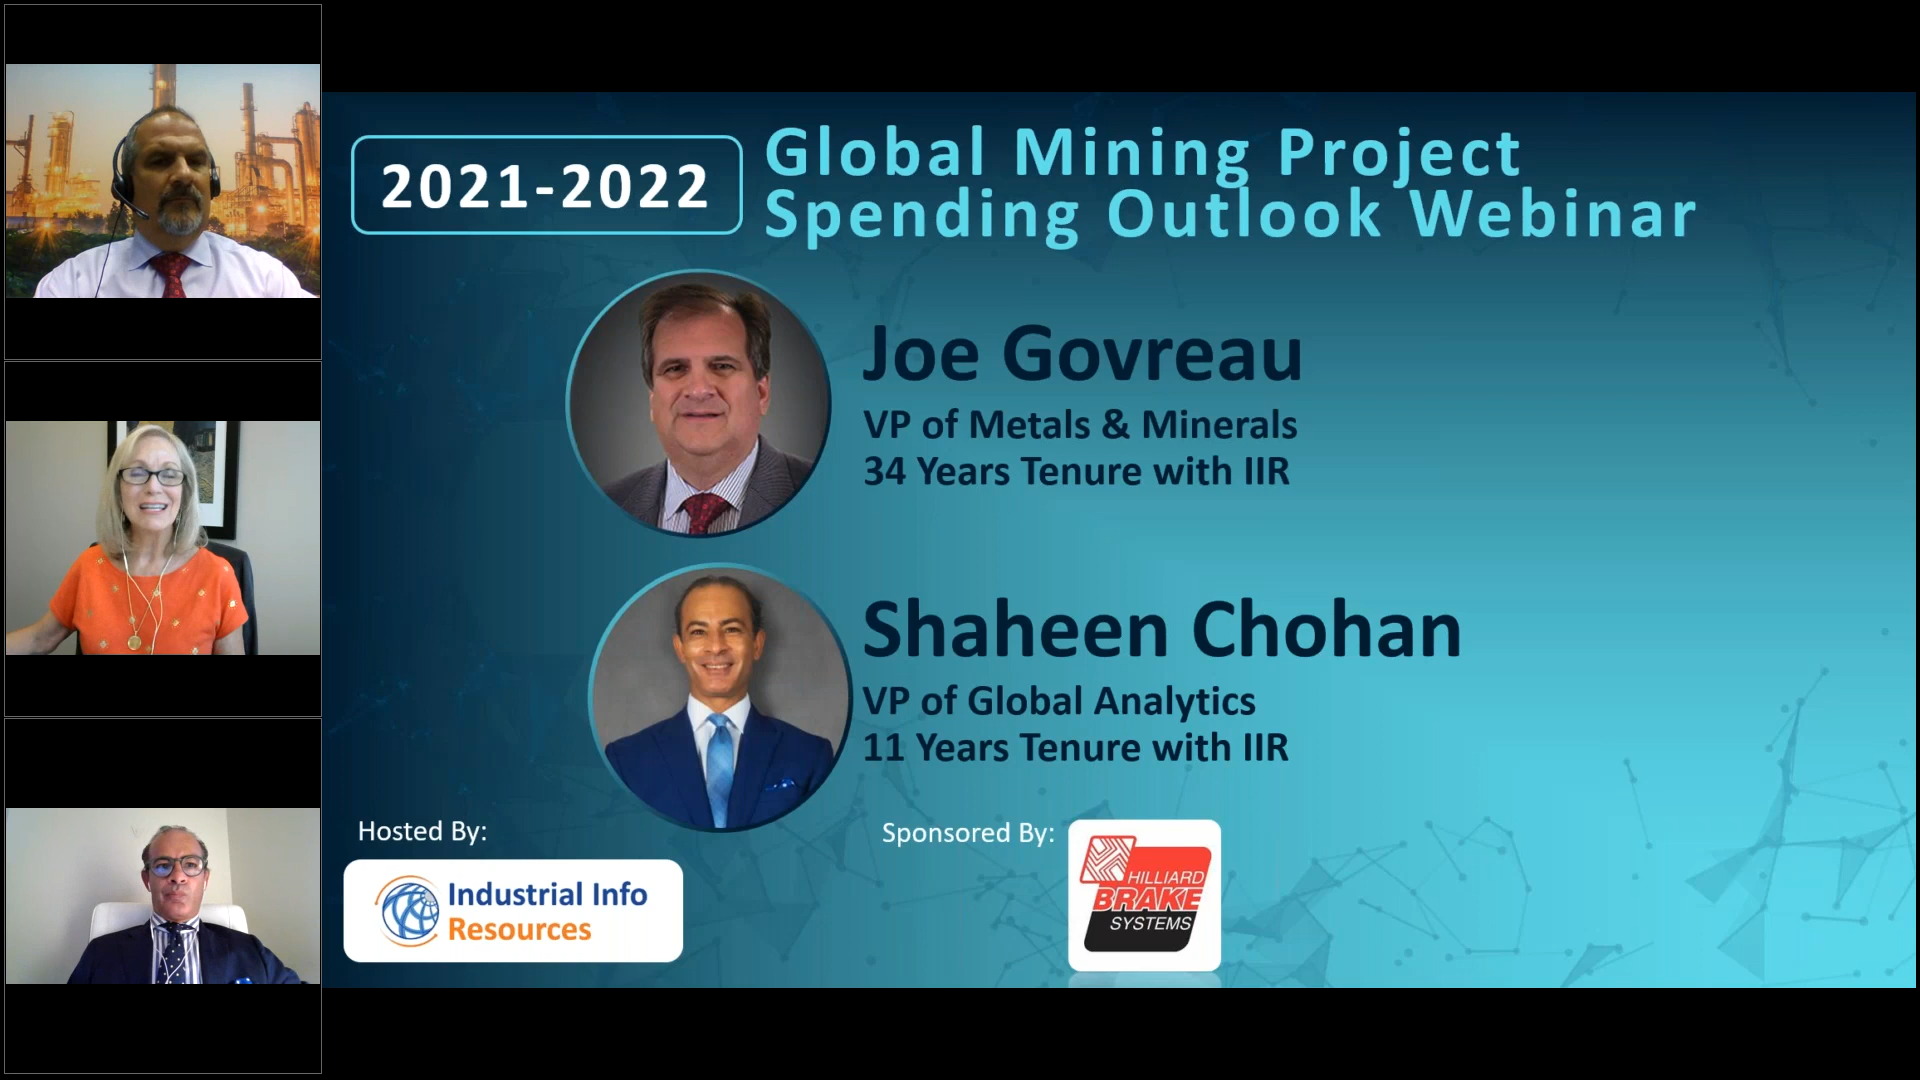 2021-2022
Global Mining Project
Spending Outlook Webinar
Joe Govreau
VP of Metals & Minerals
34 Years Tenure with IIR
Shaheen Chohan
VP of Global Analytics
11 Years Tenure with IIR
Hosted By:
Industrial Info
Resources
Sponsored By:
HILLIARD
BRAKE
SYSTEMS